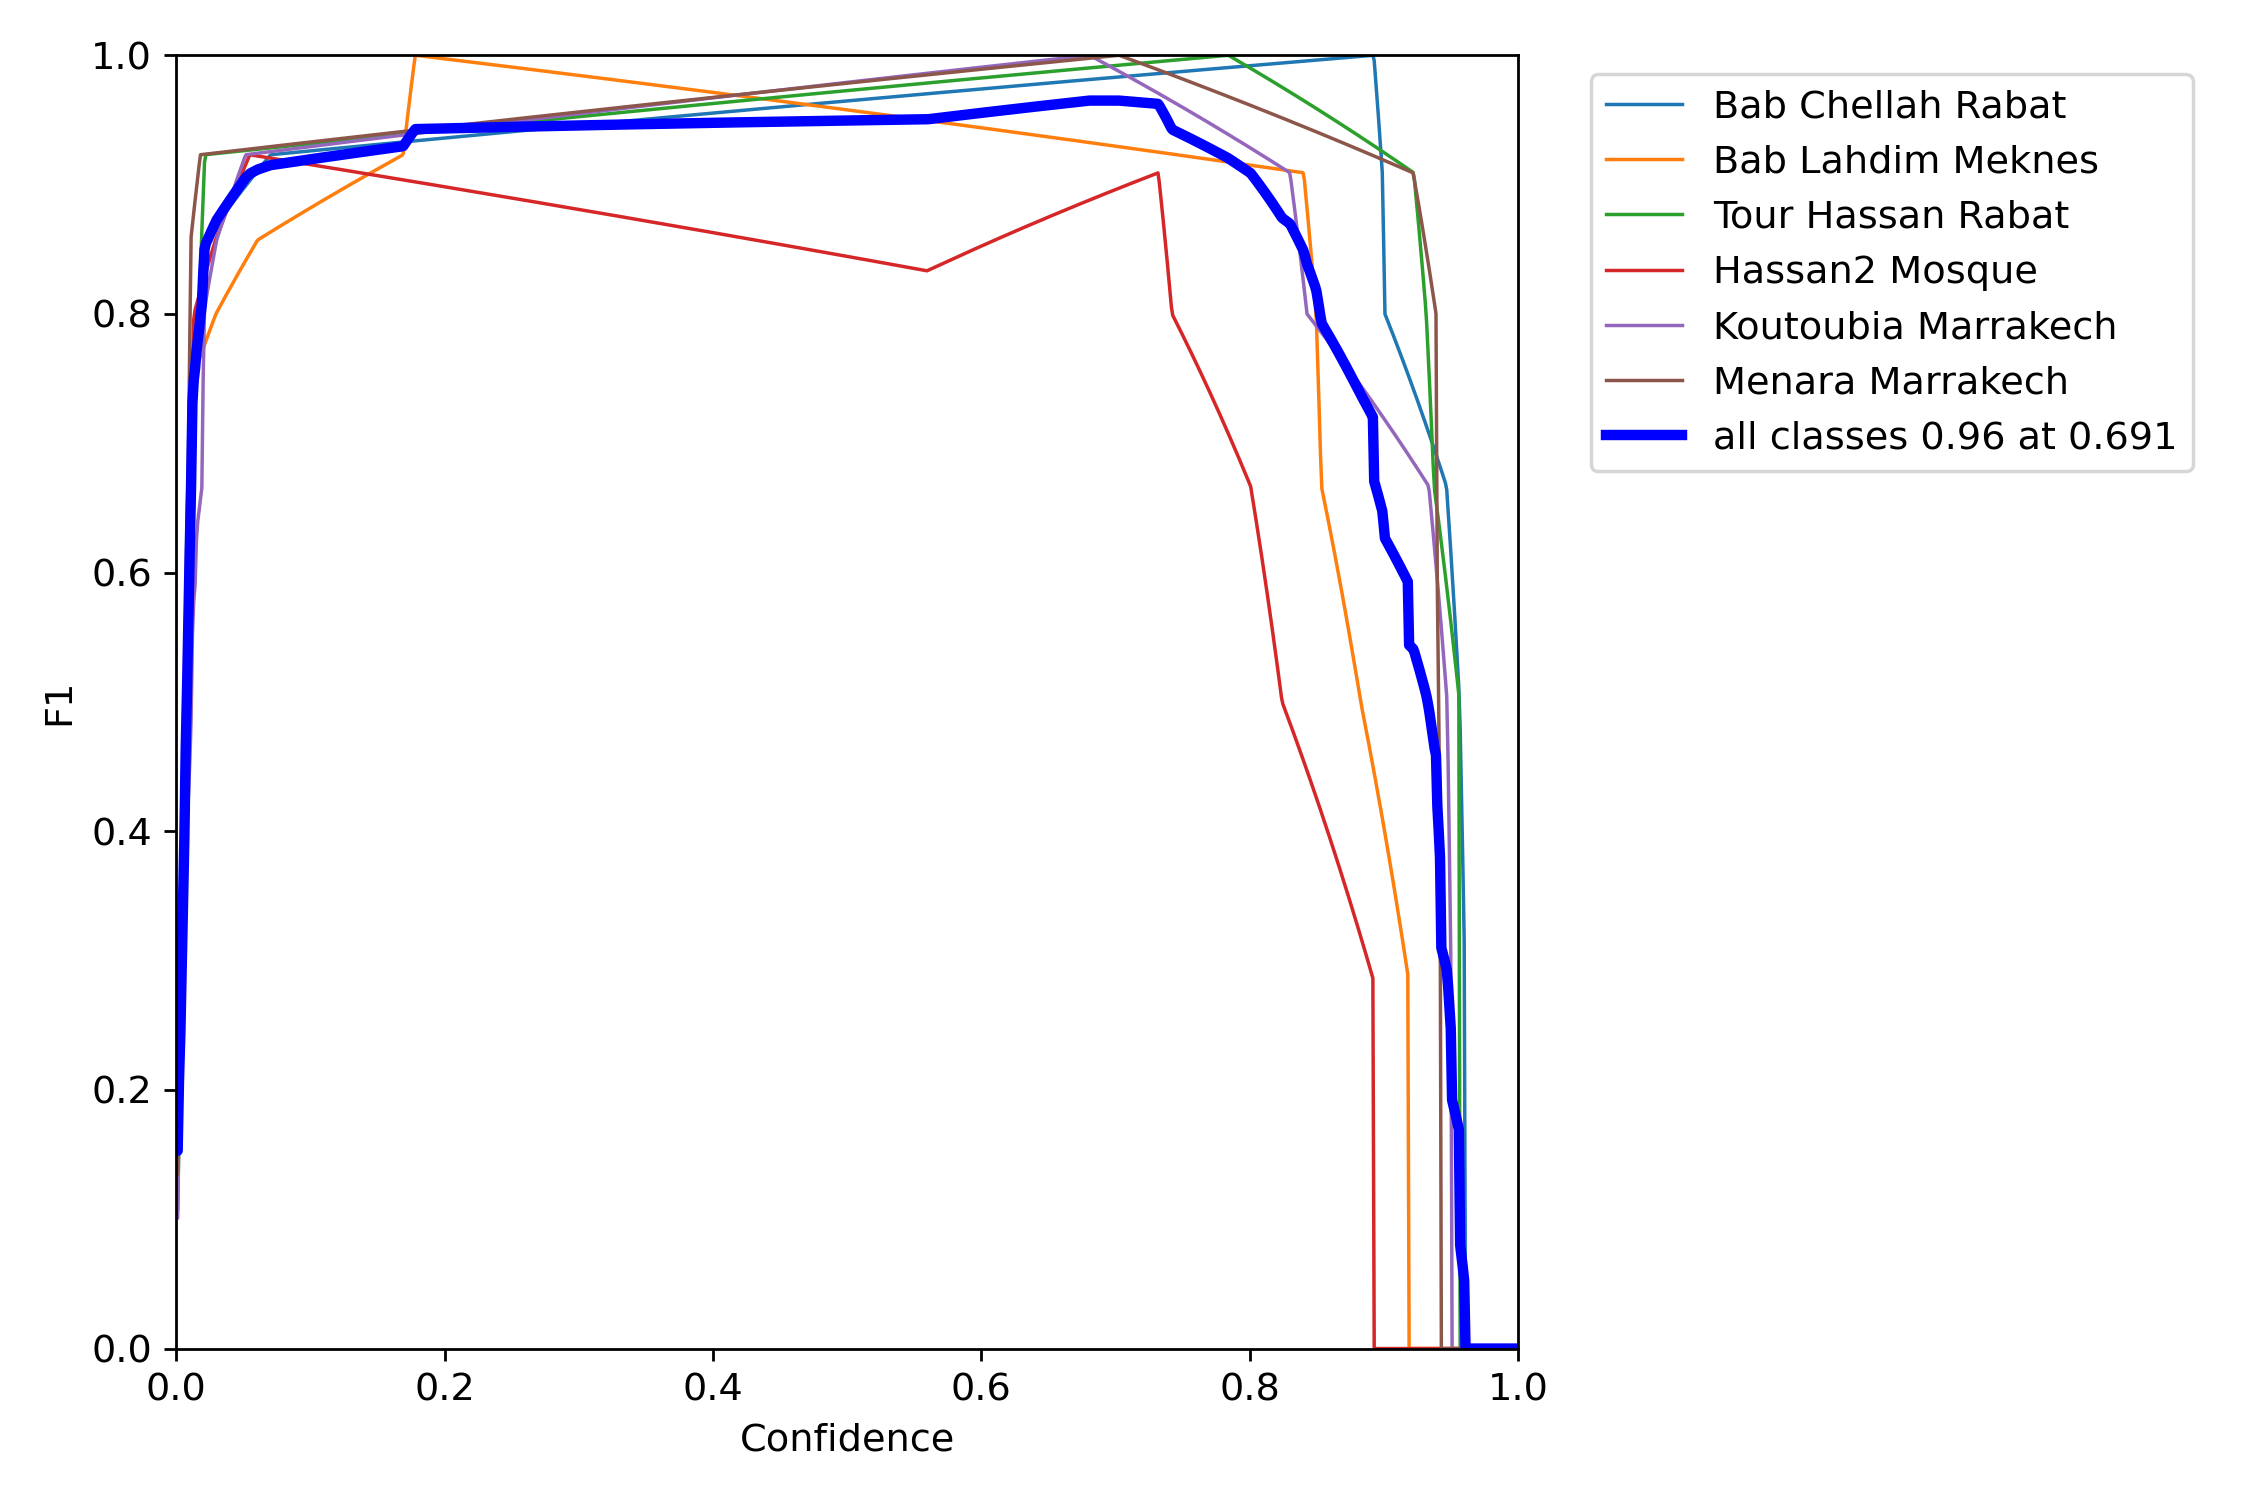 1.0
0.8
0.6
0.4
0.2
0.0
F1
0.0 0.2 0.4 0.6 0.8 1.0
Confidence
Bab Chellah Rabat
Bab Lahdim Meknes
Tour Hassan Rabat
Hassan2 Mosque
Koutoubia Marrakech
Menara Marrakech
all classes 0.96 at 0.691